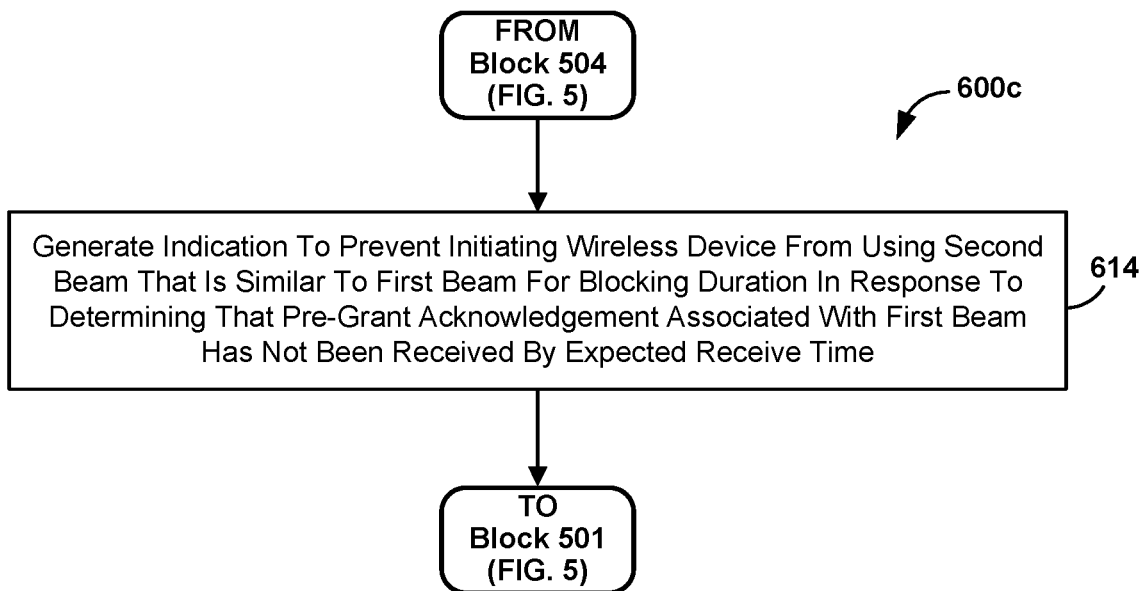 FROM
Block 504
(FIG. 5)
600c
Generate Indication To Prevent Initiating Wireless Device From Using Second
Beam That Is Similar To First Beam For Blocking Duration In Response To
Determining That Pre-Grant Acknowledgement Associated With First Beam
Has Not Been Received By Expected Receive Time
614
TO
Block 501
(FIG. 5)